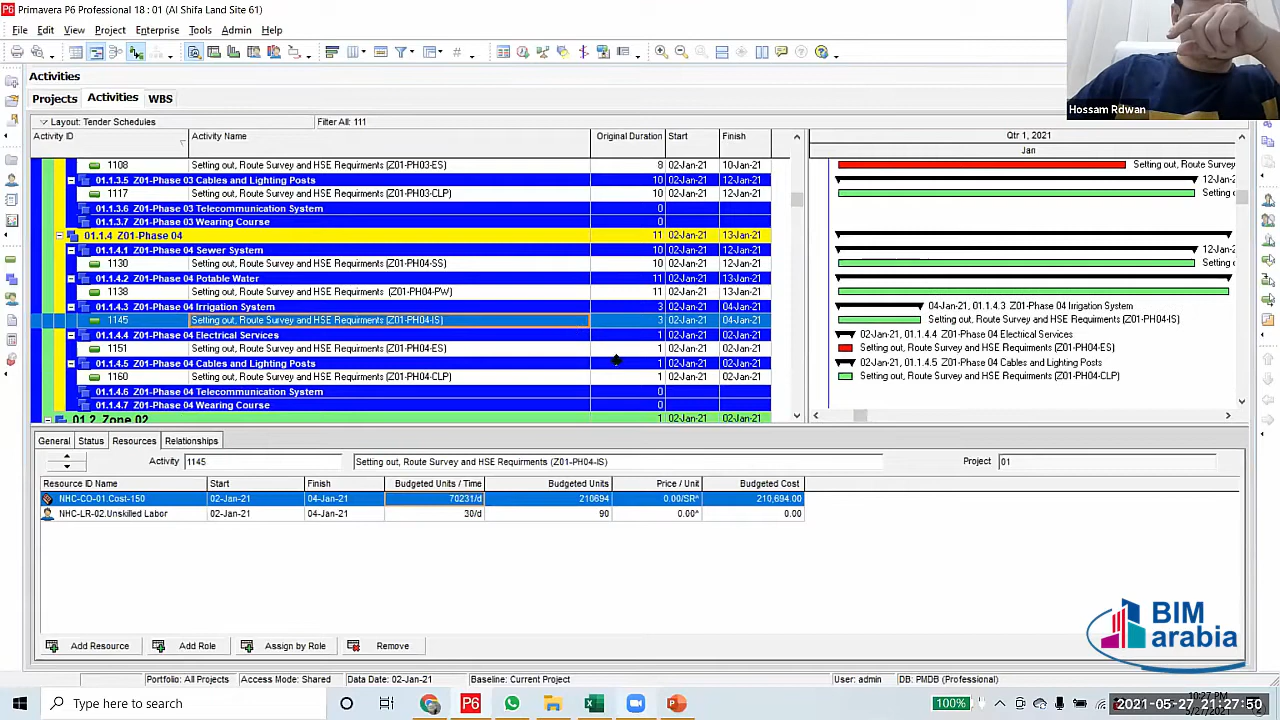 Primavera P6 Professional 18 : 01 (Al Shifa Land Site 61)
File Edit View Project Enterprise Tools Admin Help
Activities
Projects Activities WBS
Layout: Tender Schedules Filter All: 111
Activity ID Activity Name Original Duration Start Finish Qtr 1, 2021
Jan
1108 Setting out, Route Survey and HSE Requirments (Z01-PH03-ES) 8 02-Jan-21 10-Jan-21 Setting out, Route Survey
01.1.3.5 Z01-Phase 03 Cables and Lighting Posts 10 02-Jan-21 12-Jan-21 12-Jan-
1117 Setting out, Route Survey and HSE Requirments (Z01-PH03-CLP) 10 02-Jan-21 12-Jan-21 Setting o
01.1.3.6 Z01-Phase 03 Telecommunication System 0
01.1.3.7 Z01-Phase 03 Wearing Course 0
01.1.4 Z01-Phase 04 11 02-Jan-21 13-Jan-21
01.1.4.1 Z01-Phase 04 Sewer System 10 02-Jan-21 12-Jan-21 12-Jan-
1130 Setting out, Route Survey and HSE Requirments (Z01-PH04-SS) 10 02-Jan-21 12-Jan-21 Setting o
01.1.4.2 Z01-Phase 04 Potable Water 11 02-Jan-21 13-Jan-21
1138 Setting out, Route Survey and HSE Requirments (Z01-PH04-PW) 11 02-Jan-21 13-Jan-21
01.1.4.3 Z01-Phase 04 Irrigation System 3 02-Jan-21 04-Jan-21 04-Jan-21, 01.1.4.3 Z01-Phase 04 Irrigation System
1145 Setting out, Route Survey and HSE Requirments (Z01-PH04-IS) 3 02-Jan-21 04-Jan-21 Setting out, Route Survey and HSE Requirments (Z01-PH04-IS)
01.1.4.4 Z01-Phase 04 Electrical Services 1 02-Jan-21 02-Jan-21 02-Jan-21, 01.1.4.4 Z01-Phase 04 Electrical Services
1151 Setting out, Route Survey and HSE Requirments (Z01-PH04-ES) 1 02-Jan-21 02-Jan-21 Setting out, Route Survey and HSE Requirments (Z01-PH04-ES)
01.1.4.5 Z01-Phase 04 Cables and Lighting Posts 1 02-Jan-21 02-Jan-21 02-Jan-21, 01.1.4.5 Z01-Phase 04 Cables and Lighting Posts
1160 Setting out, Route Survey and HSE Requirments (Z01-PH04-CLP) 1 02-Jan-21 02-Jan-21 Setting out, Route Survey and HSE Requirments (Z01-PH04-CLP)
01.1.4.6 Z01-Phase 04 Telecommunication System 0
01.1.4.7 Z01-Phase 04 Wearing Course 0
01.2 Zone 02 1 02-Jan-21 02-Jan-21
Hossam Rdwan
General Status Resources Relationships
Activity 1145 Setting out, Route Survey and HSE Requirments (Z01-PH04-IS) Project 01
Resource ID Name Start Finish Budgeted Units / Time Budgeted Units Price / Unit Budgeted Cost
NHC-CO-01.Cost-150 02-Jan-21 04-Jan-21 70231/d 210694 0.00/SR* 210,694.00
NHC-LR-02.Unskilled Labor 02-Jan-21 04-Jan-21 30/d 90 0.00* 0.00
BIM
arabia
Add Resource Add Role Assign by Role Remove
Portfolio: All Projects Access Mode: Shared Data Date: 02-Jan-21 Baseline: Current Project User: admin DB: PMDB (Professional)
Type here to search 100% 10:27 PM
2021-05-27 21:27:50